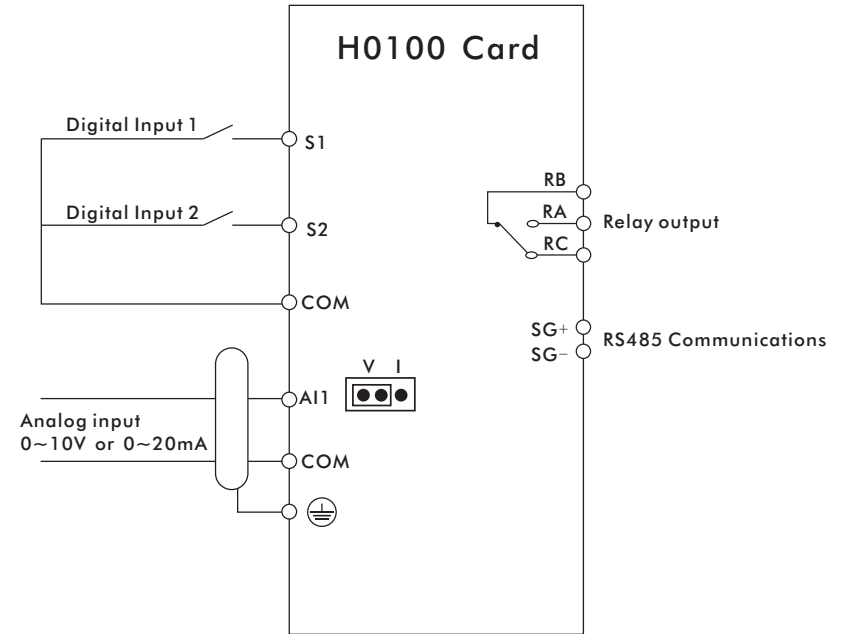 H0100 Card
Digital Input 1
S1
Digital Input 2
S2
COM
RB
RA
RC
Relay output
SG+
SG−
RS485 Communications
V I
AI1
Analog input
0~10V or 0~20mA
COM